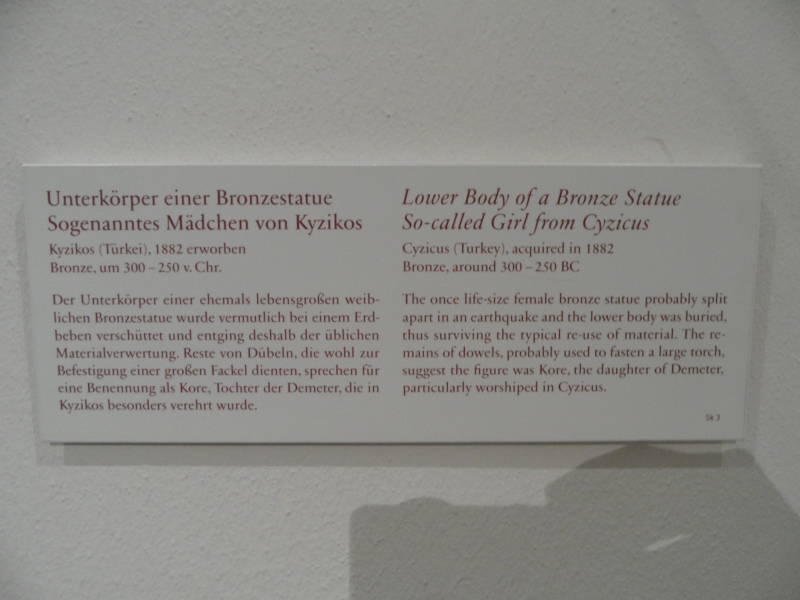 Unterkörper einer Bronzestatue
Sogenanntes Mädchen von Kyzikos
Kyzikos (Türkei), 1882 erworben
Bronze, um 300 – 250 v. Chr.
Der Unterkörper einer ehemals lebensgroßen weib-
lichen Bronzestatue wurde vermutlich bei einem Erd-
beben verschüttet und entging deshalb der üblichen
Materialverwertung. Reste von Dübeln, die wohl zur
Befestigung einer großen Fackel dienten, sprechen für
eine Benennung als Kore, Tochter der Demeter, die in
Kyzikos besonders verehrt wurde.
Lower Body of a Bronze Statue
So-called Girl from Cyzicus
Cyzicus (Turkey), acquired in 1882
Bronze, around 300 – 250 BC
The once life-size female bronze statue probably split
apart in an earthquake and the lower body was buried,
thus surviving the typical re-use of material. The re-
mains of dowels, probably used to fasten a large torch,
suggest the figure was Kore, the daughter of Demeter,
particularly worshiped in Cyzicus.
Sk 3